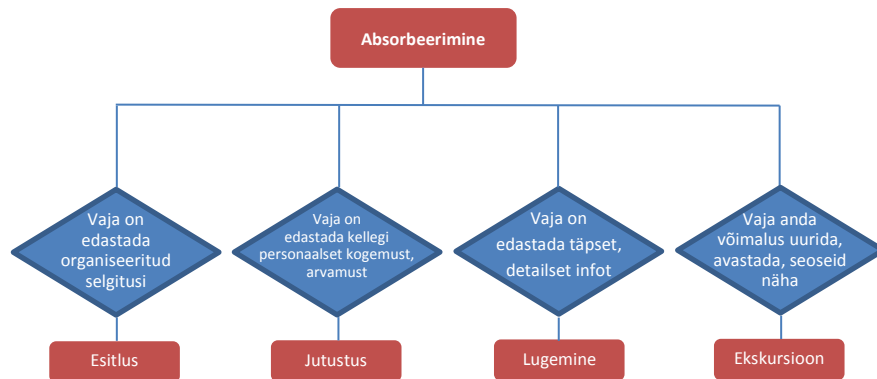 Absorbeerimine
Vaja on
edastada
organiseeritud
selgitusi
Vaja on
edastada kellegi
personaalset kogemust,
arvamust
Vaja on
edastada täpset,
detailset infot
Vaja anda
võimalus uurida,
avastada, seoseid
näha
Esitlus
Jutustus
Lugemine
Ekskursioon